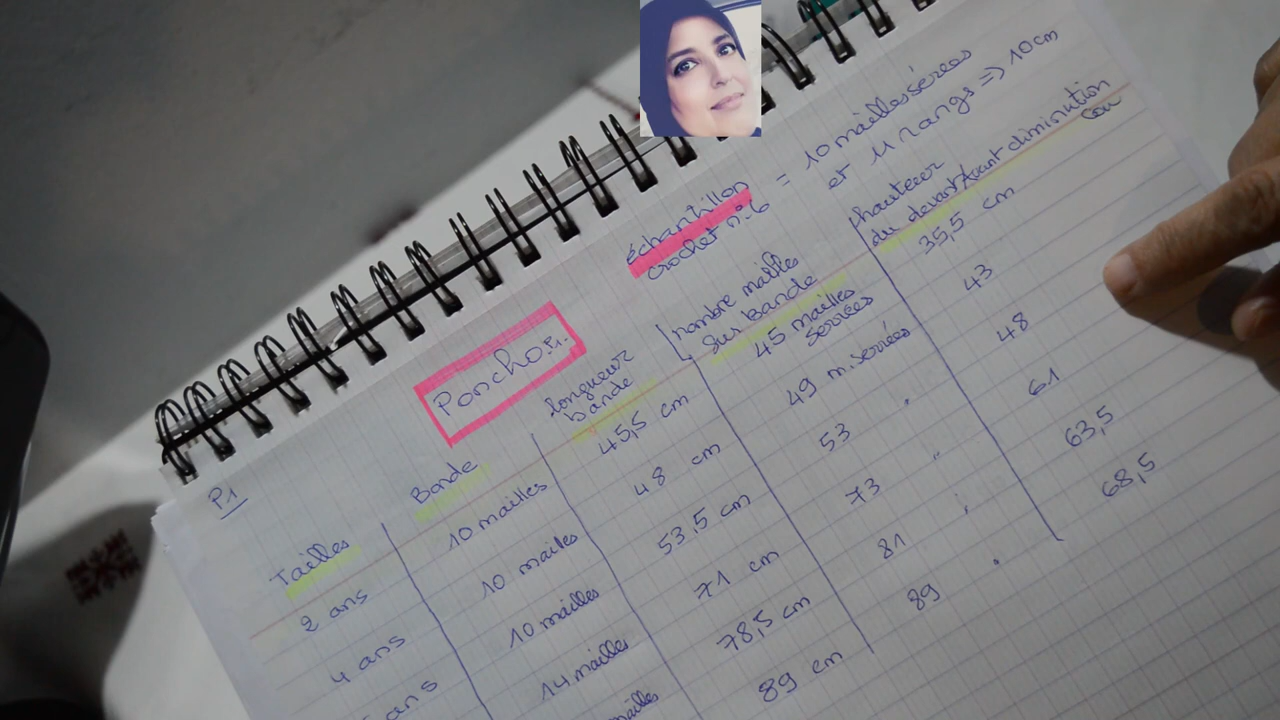 échantillon = 10 mailles sérées
crochet n:6 et 11 rangs => 10 cm
Poncho
P1
Tailles Bande longueur bande nombre mailles sur Bande hauteur du devant avant diminution cou
2 ans 10 mailles 45,5 cm 45 mailles serrées 35,5 cm
4 ans 10 mailles 48 cm 49 m. serrées 43
ans 10 mailles 53,5 cm 53 " 48
14 mailles 71 cm 73 " 61
mailles 78,5 cm 81 " 63,5
89 cm 89 " 68,5